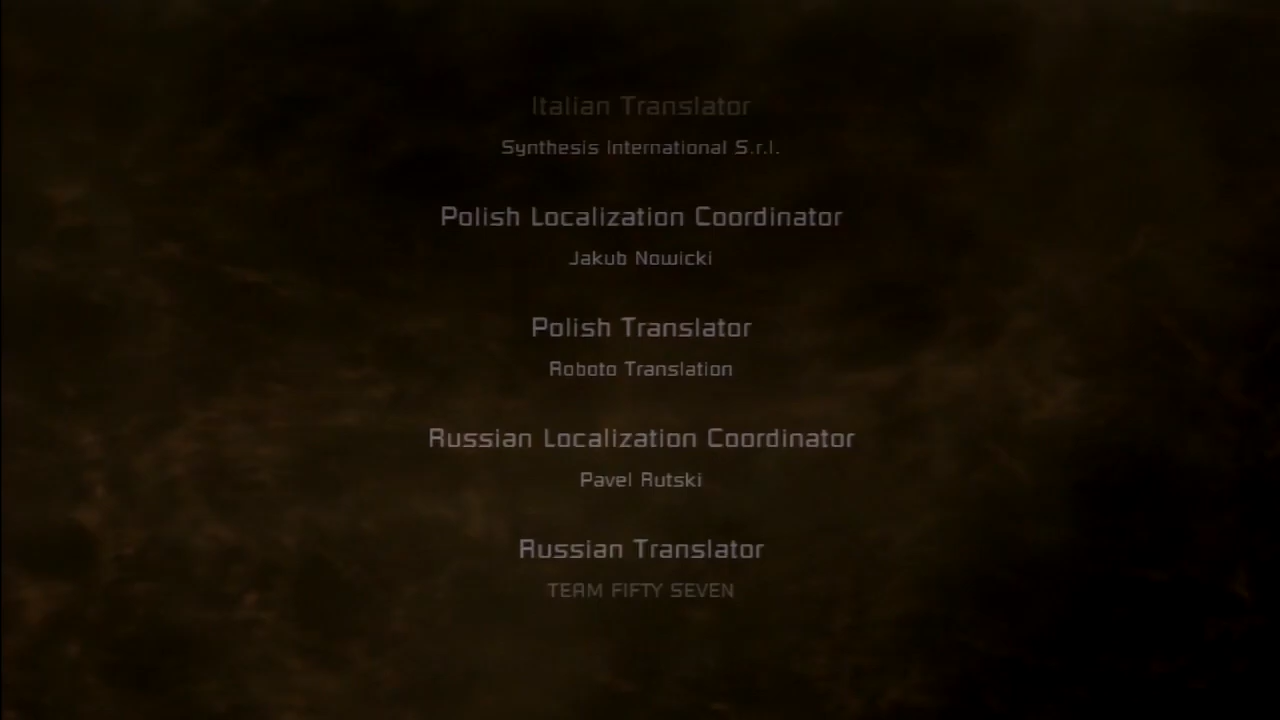 Italian Translator
Synthesis International S.r.l.
Polish Localization Coordinator
Jakub Nowicki
Polish Translator
Roboto Translation
Russian Localization Coordinator
Pavel Rutski
Russian Translator
TEAM FIFTY SEVEN